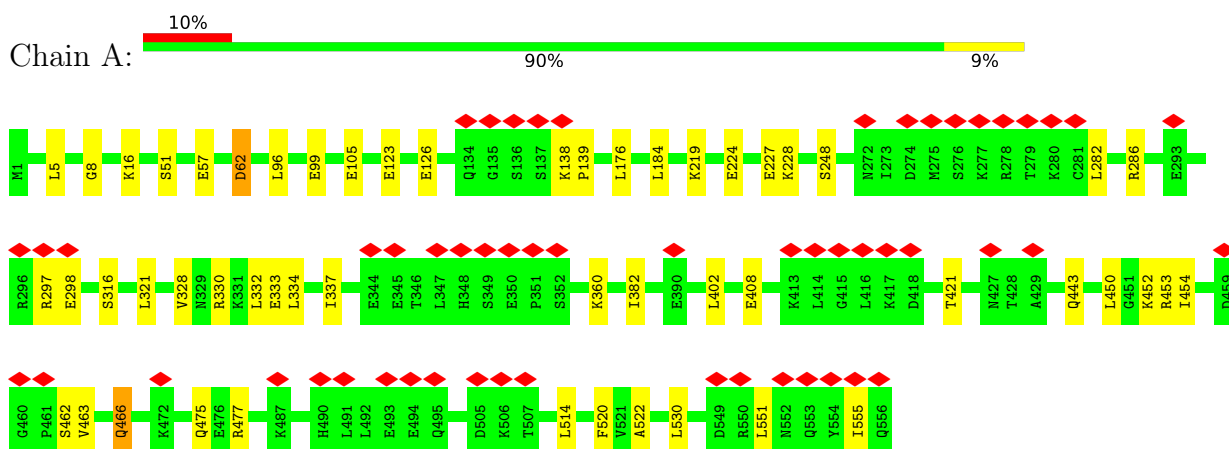 10%
Chain A:
90% 9%
M1 L5 G8 K16 S51 E57 D62 L96 E99 E105 E123 E126 Q134 G135 S136 S137 K138 P139 L176 L184 K219 E224 E227 K228 S248 N272 I273 D274 M275 S276 K277 R278 T279 K280 C281 L282 R286 E293
R296 R297 E298 S316 L321 V328 N329 R330 K331 L332 E333 L334 I337 E344 E345 T346 L347 H348 S349 E350 P351 S352 K360 I382 E390 L402 E408 K413 L414 G415 L416 K417 D418 T421 N427 T428 A429 Q443 L450 G451 K452 R453 I454 D459
G460 P461 S462 V463 Q466 K472 Q475 E476 R477 K487 H490 L491 L492 E493 E494 Q495 D505 K506 T507 L514 F520 V521 A522 L530 D549 R550 L551 N552 Q553 Y554 I555 Q556